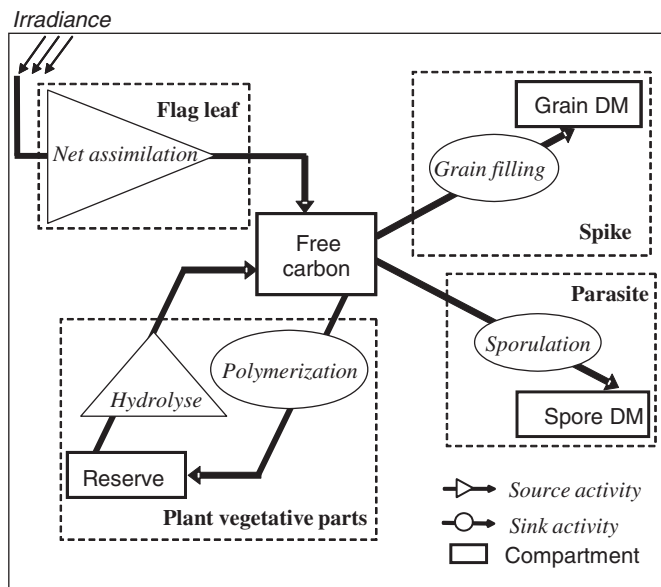 Irradiance
Flag leaf
Net assimilation
Grain DM
Grain filling
Spike
Free
carbon
Parasite
Sporulation
Spore DM
Polymerization
Hydrolyse
Reserve
Plant vegetative parts
Source activity
Sink activity
Compartment